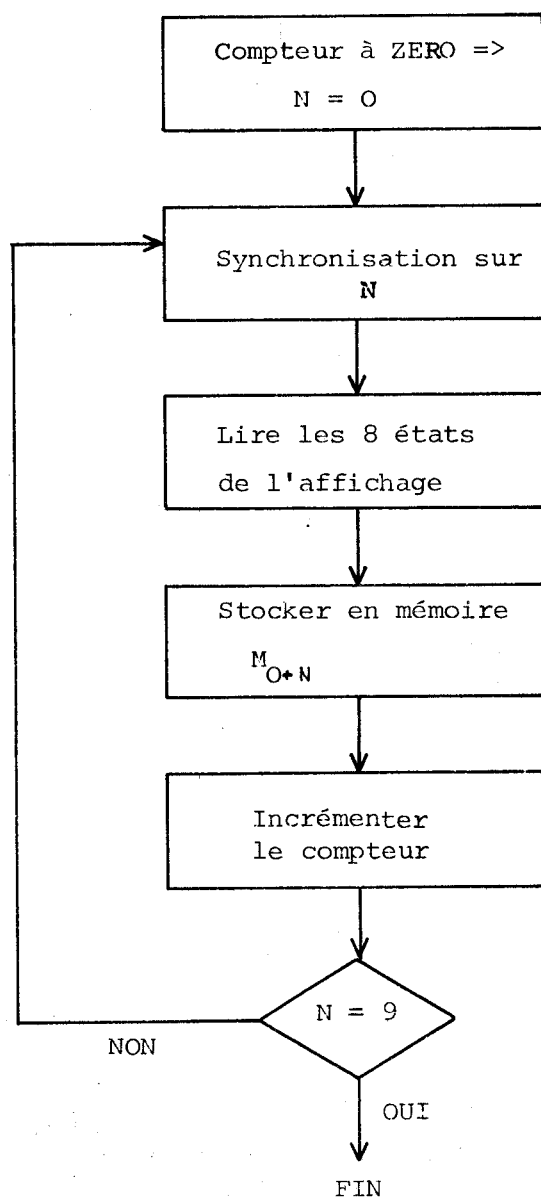 Compteur à ZERO =>
N = O
Synchronisation sur
N
Lire les 8 états
de l'affichage
Stocker en mémoire
M O+N
Incrémenter
le compteur
N = 9
NON
OUI
FIN